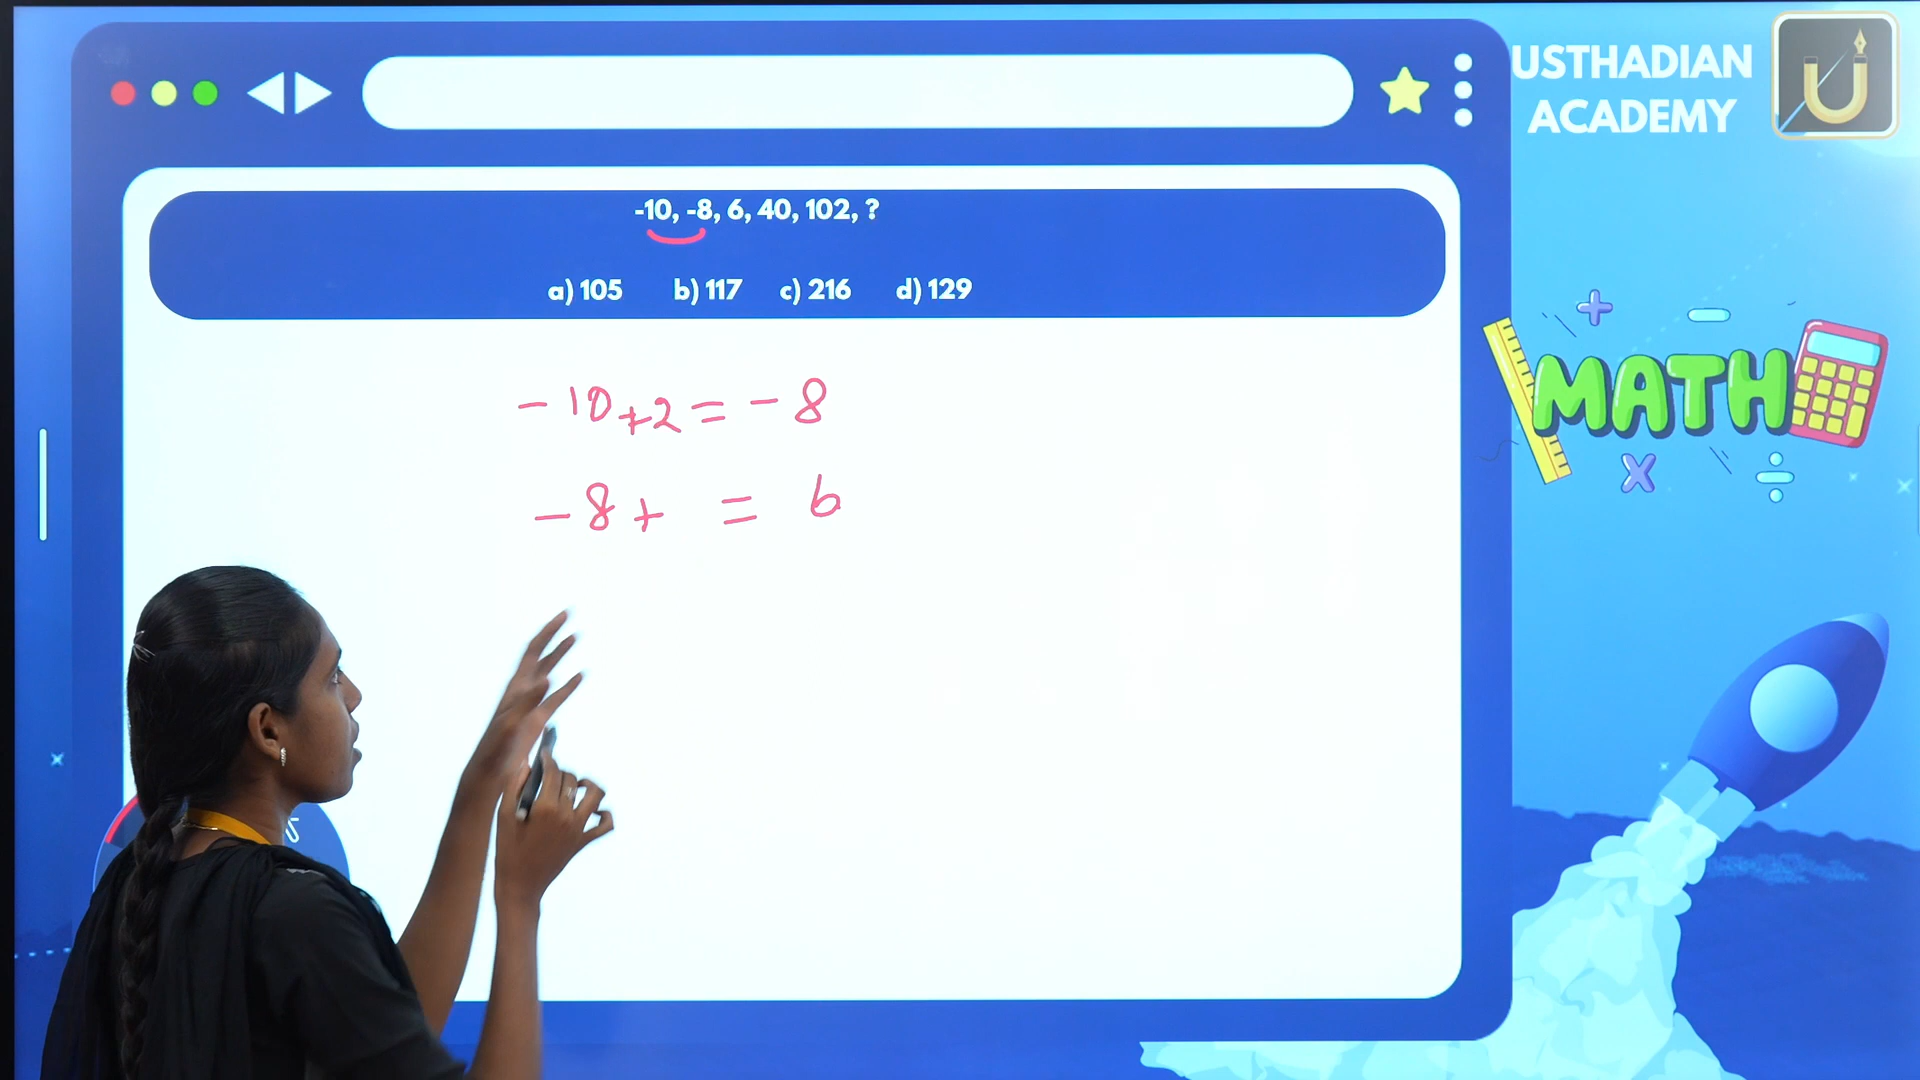 USTHADIAN
ACADEMY
-10, -8, 6, 40, 102, ?
a) 105 b) 117 c) 216 d) 129
-10+2=-8
-8+ = 6
MATH